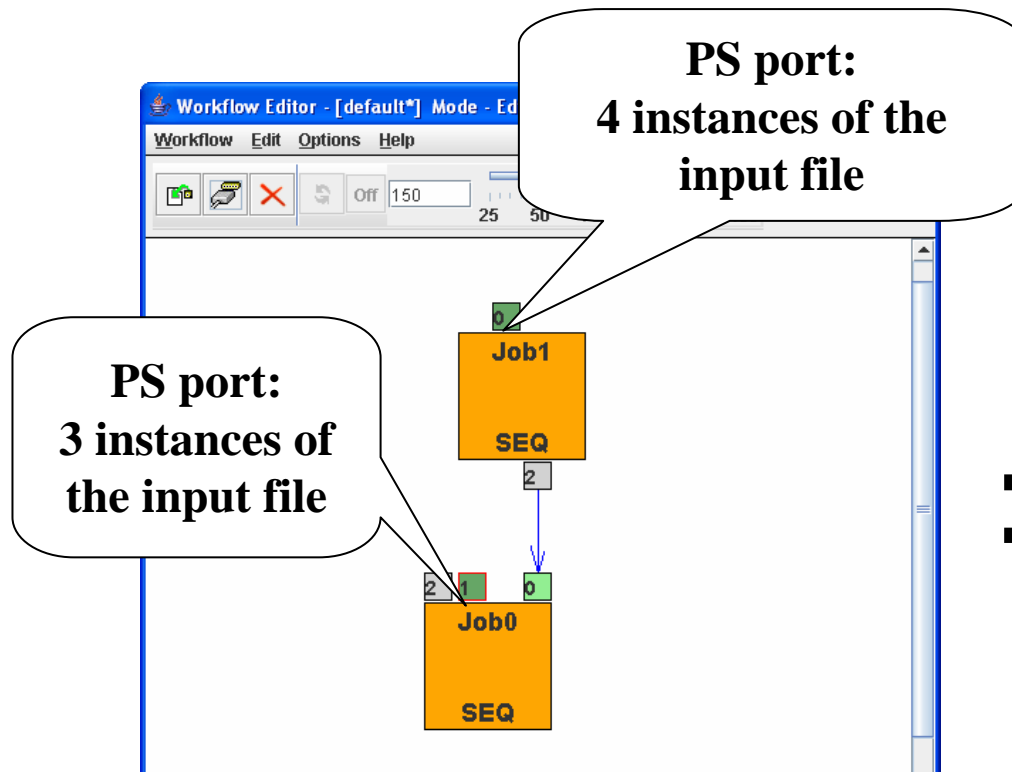 PS port:
4 instances of the
input file
Workflow Editor - [default*] Mode - Ed
Workflow Edit Options Help
Off 150
25 50
0
Job1
SEQ
2
PS port:
3 instances of
the input file
2 1 0
Job0
SEQ